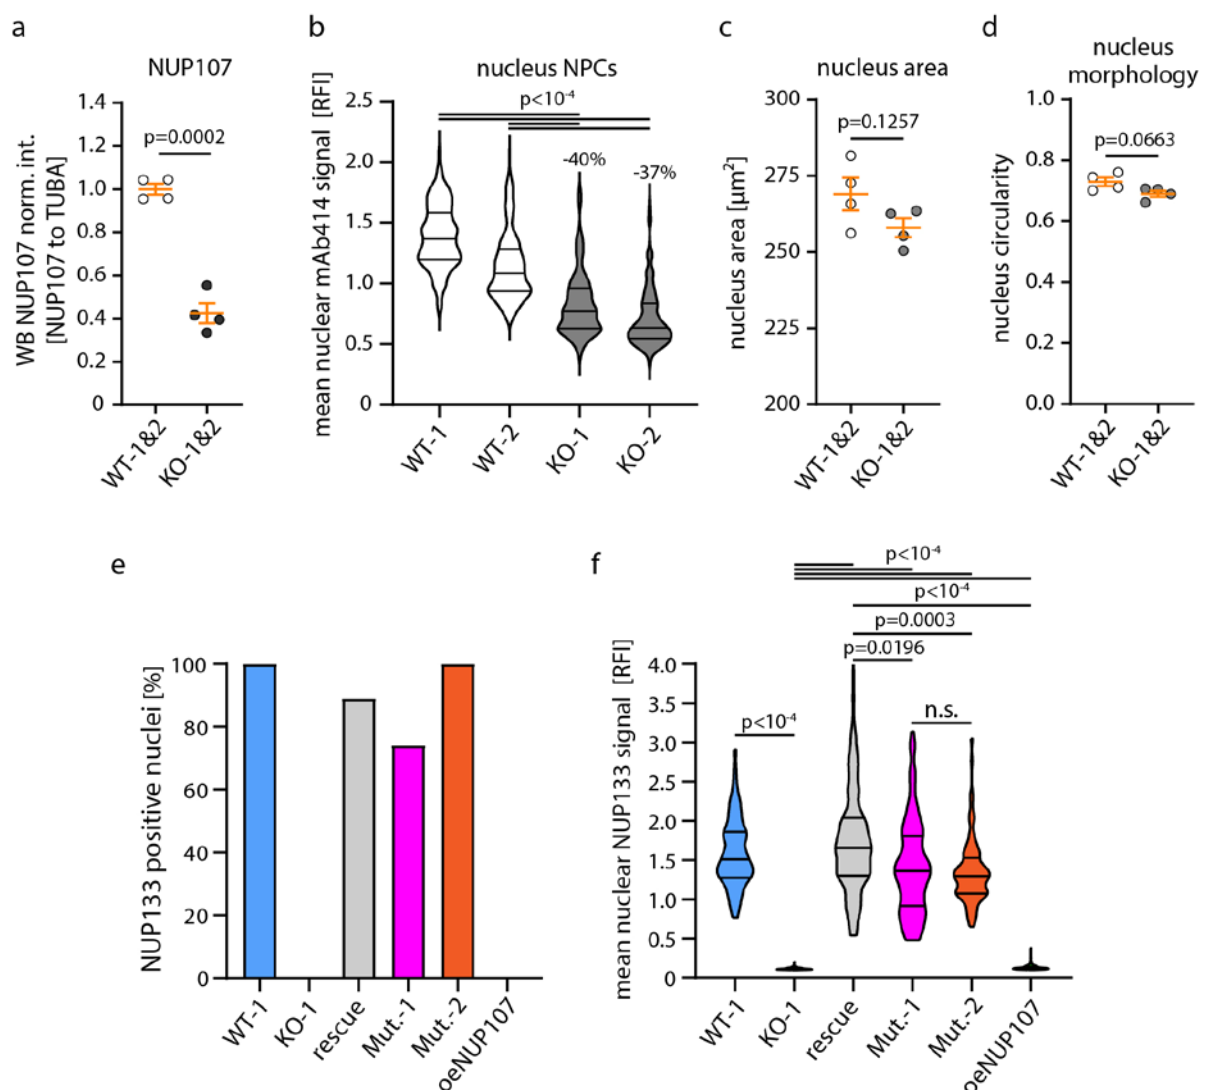 a
NUP107
WB NUP107 norm. int.
[NUP107 to TUBA]
1.4
1.2
1.0
0.8
0.6
0.4
0.2
0
p=0.0002
WT-1&2
KO-1&2
b
nucleus NPCs
mean nuclear mAb414 signal [RFI]
2.5
2.0
1.5
1.0
0.5
0
p<10-4
-40%
-37%
WT-1
WT-2
KO-1
KO-2
c
nucleus area
nucleus area [µm2]
300
275
250
225
200
p=0.1257
WT-1&2
KO-1&2
d
nucleus
morphology
nucleus circularity
1.0
0.8
0.6
0.4
0.2
0.0
p=0.0663
WT-1&2
KO-1&2
e
NUP133 positive nuclei [%]
100
80
60
40
20
0
WT-1
KO-1
rescue
Mut.-1
Mut.-2
oeNUP107
f
mean nuclear NUP133 signal [RFI]
4.0
3.0
2.5
2.0
1.5
1.0
0.5
0
p<10-4
p<10-4
p=0.0003
p=0.0196
n.s.
p<10-4
WT-1
KO-1
rescue
Mut.-1
Mut.-2
oeNUP107